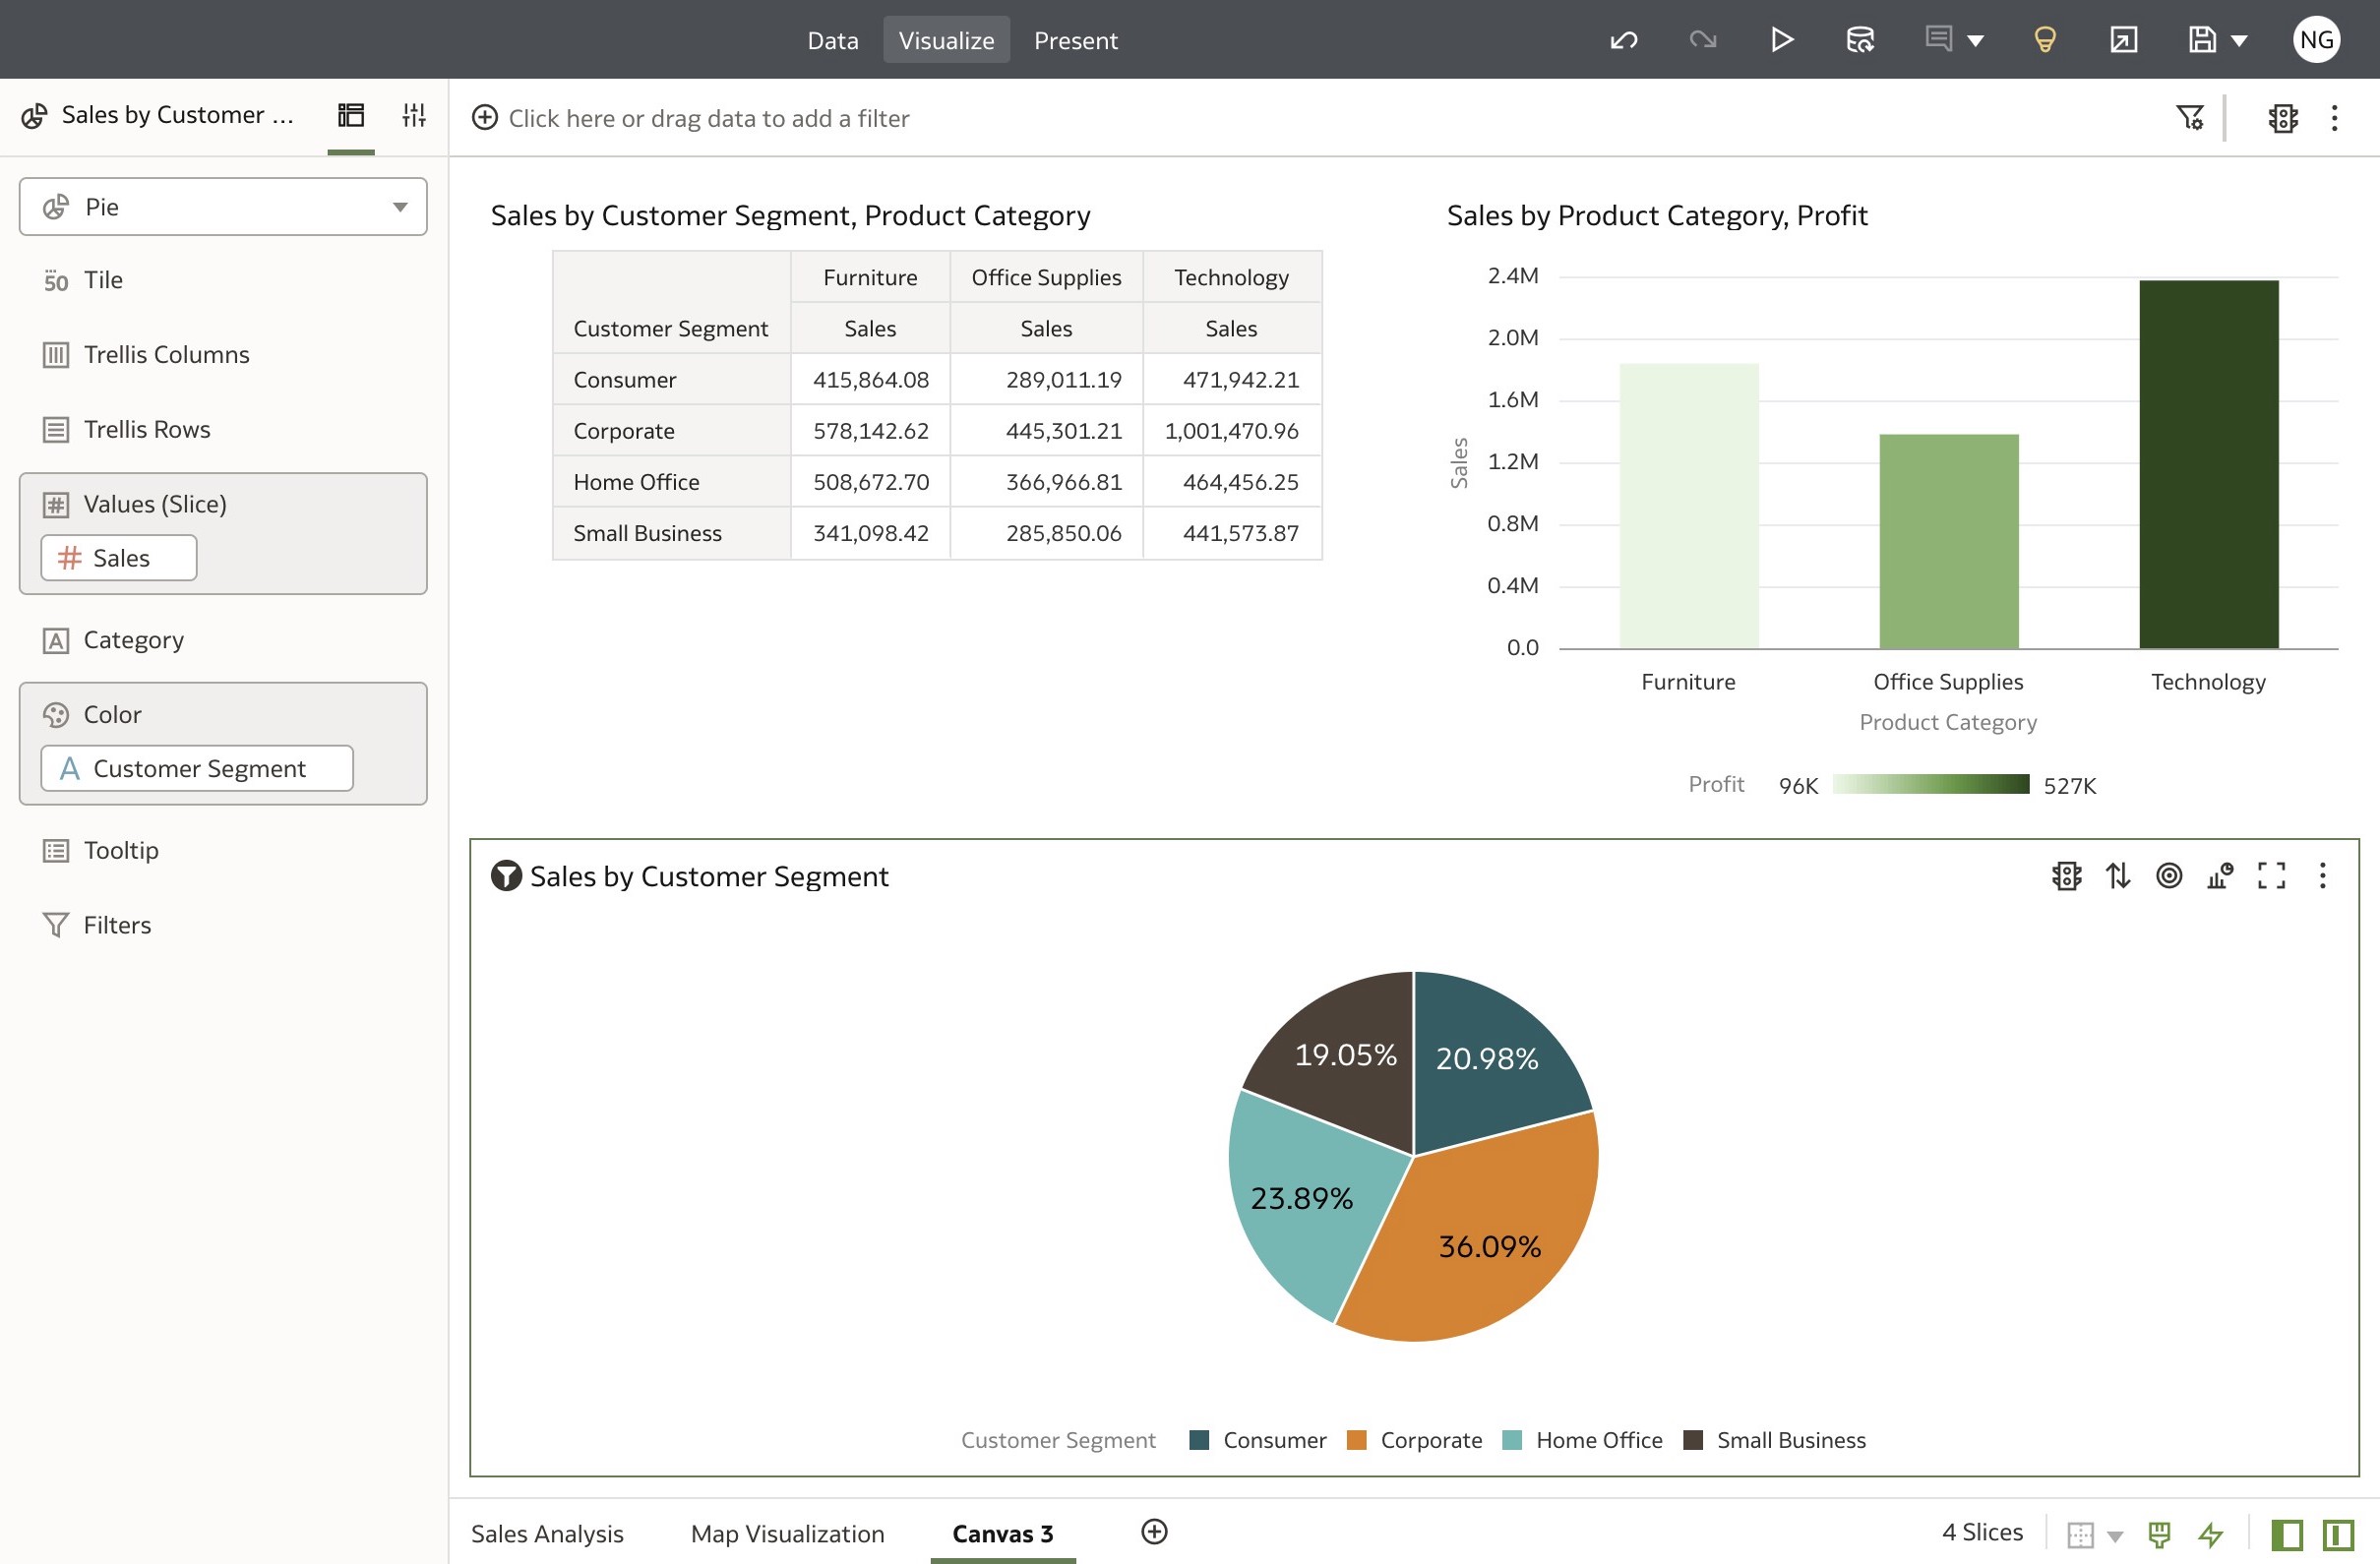 Data Visualize Present NG
Sales by Customer ...
Click here or drag data to add a filter
Pie
50 Tile
Trellis Columns
Trellis Rows
# Values (Slice)
# Sales
A Category
Color
A Customer Segment
Tooltip
Filters
Sales by Customer Segment, Product Category
Furniture Office Supplies Technology
Customer Segment Sales Sales Sales
Consumer 415,864.08 289,011.19 471,942.21
Corporate 578,142.62 445,301.21 1,001,470.96
Home Office 508,672.70 366,966.81 464,456.25
Small Business 341,098.42 285,850.06 441,573.87
Sales by Product Category, Profit
2.4M
2.0M
1.6M
1.2M
0.8M
0.4M
0.0
Sales
Furniture Office Supplies Technology
Product Category
Profit 96K 527K
Sales by Customer Segment
19.05% 20.98%
23.89%
36.09%
Customer Segment Consumer Corporate Home Office Small Business
Sales Analysis Map Visualization Canvas 3 4 Slices